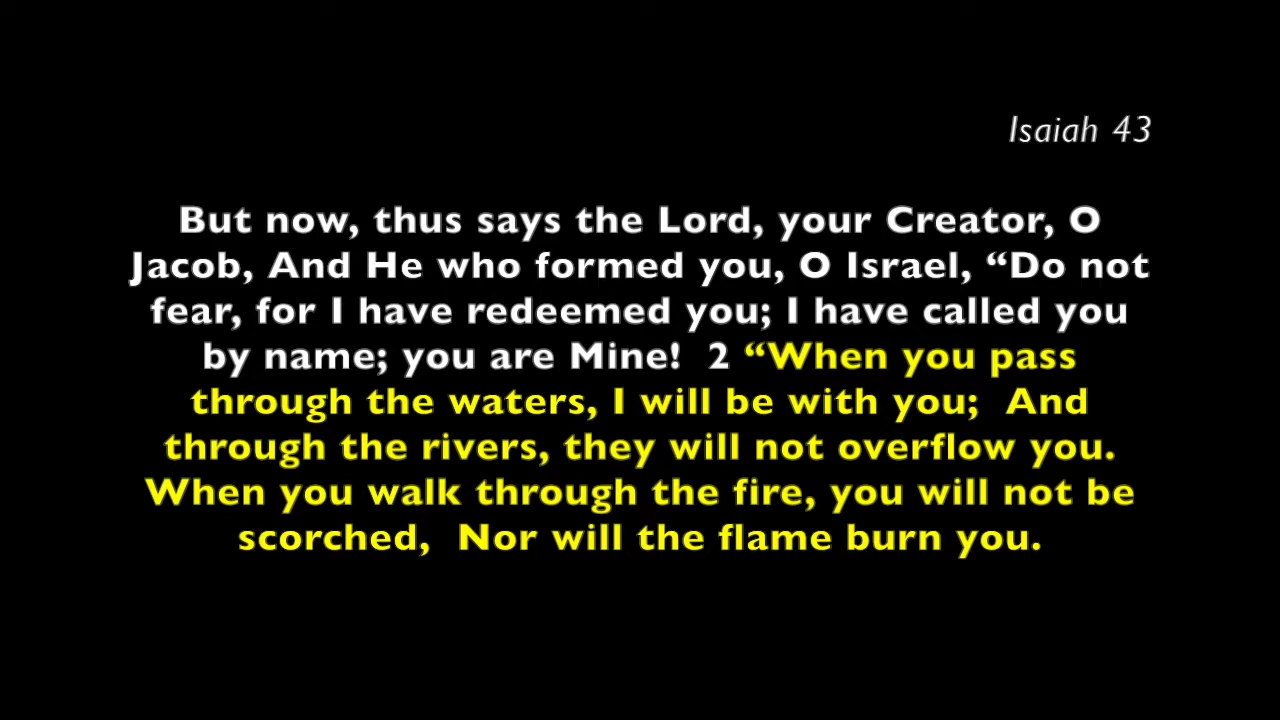 Isaiah 43
But now, thus says the Lord, your Creator, O
Jacob, And He who formed you, O Israel, “Do not
fear, for I have redeemed you; I have called you
by name; you are Mine!  2 “When you pass
through the waters, I will be with you;  And
through the rivers, they will not overflow you.
When you walk through the fire, you will not be
scorched,  Nor will the flame burn you.